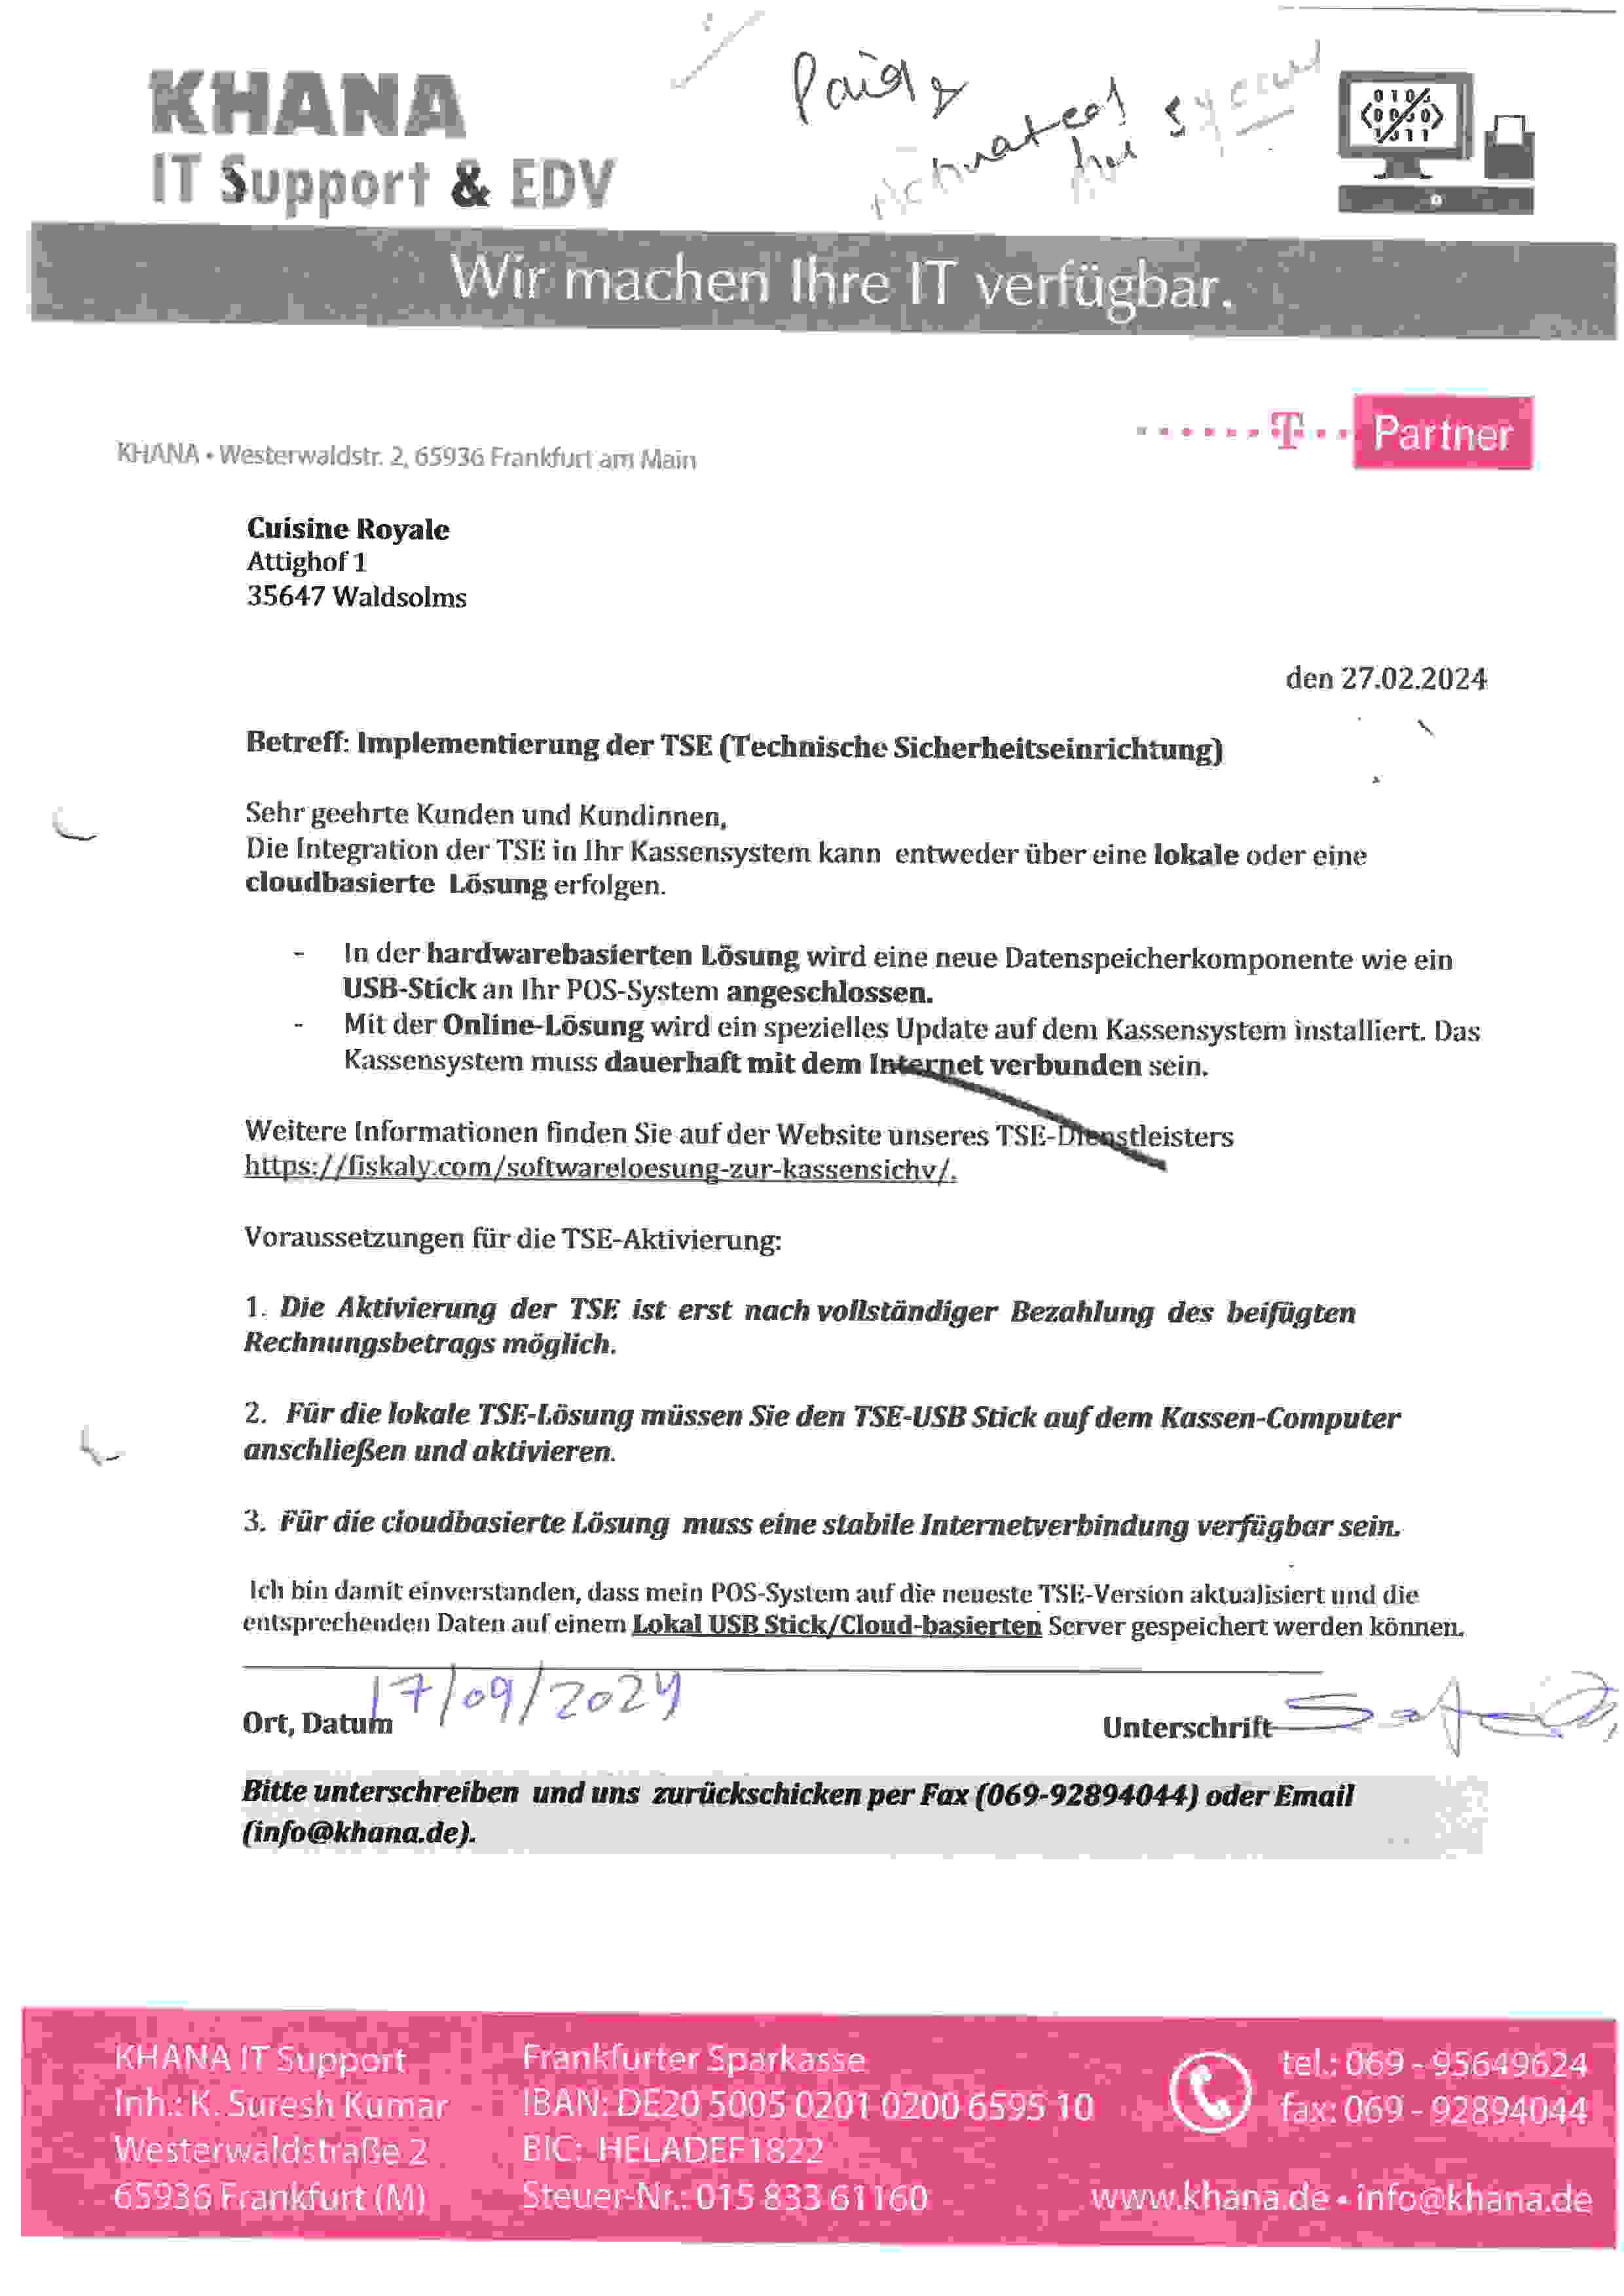 Paid &
for 5 years
KHANA
IT Support & EDV
Wir machen Ihre IT verfügbar.
T Partner
KHANA • Westerwaldstr. 2, 65936 Frankfurt am Main
Cuisine Royale
Attighof 1
35647 Waldsolms
den 27.02.2024
Betreff: Implementierung der TSE (Technische Sicherheitseinrichtung)
Sehr geehrte Kunden und Kundinnen,
Die Integration der TSE in Ihr Kassensystem kann entweder über eine lokale oder eine
cloudbasierte Lösung erfolgen.
- In der hardwarebasierten Lösung wird eine neue Datenspeicherkomponente wie ein
USB-Stick an Ihr POS-System angeschlossen.
- Mit der Online-Lösung wird ein spezielles Update auf dem Kassensystem installiert. Das
Kassensystem muss dauerhaft mit dem Internet verbunden sein.
Weitere Informationen finden Sie auf der Website unseres TSE-Dienstleisters
https://fiskaly.com/softwareloesung-zur-kassensichv/.
Voraussetzungen für die TSE-Aktivierung:
1. Die Aktivierung der TSE ist erst nach vollständiger Bezahlung des beifügten
Rechnungsbetrags möglich.
2. Für die lokale TSE-Lösung müssen Sie den TSE-USB Stick auf dem Kassen-Computer
anschließen und aktivieren.
3. Für die cloudbasierte Lösung muss eine stabile Internetverbindung verfügbar sein.
Ich bin damit einverstanden, dass mein POS-System auf die neueste TSE-Version aktualisiert und die
entsprechenden Daten auf einem Lokal USB Stick/Cloud-basierten Server gespeichert werden können.
17/09/2024
Ort, Datum
Unterschrift
Bitte unterschreiben und uns zurückschicken per Fax (069-92894044) oder Email
(info@khana.de).
KHANA IT Support
Inh.: K. Suresh Kumar
Westerwaldstraße 2
65936 Frankfurt (M)
Frankfurter Sparkasse
IBAN: DE20 5005 0201 0200 6595 10
BIC: HELADEF1822
Steuer-Nr.: 015 833 61160
tel.: 069 - 95649624
fax: 069 - 92894044
www.khana.de • info@khana.de